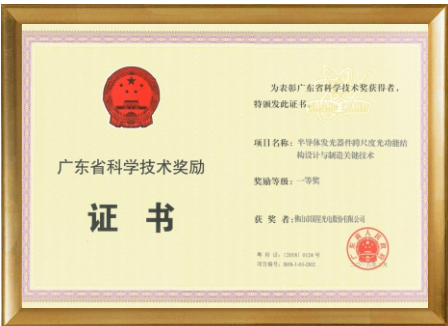 广东省科学技术奖励
证 书
为表彰广东省科学技术奖获得者，
特颁发此证书。
项目名称：半导体发光器件跨尺度光功能结
构设计与制造关键技术
奖励等级：一等奖
获 奖 者：佛山市国星光电股份有限公司